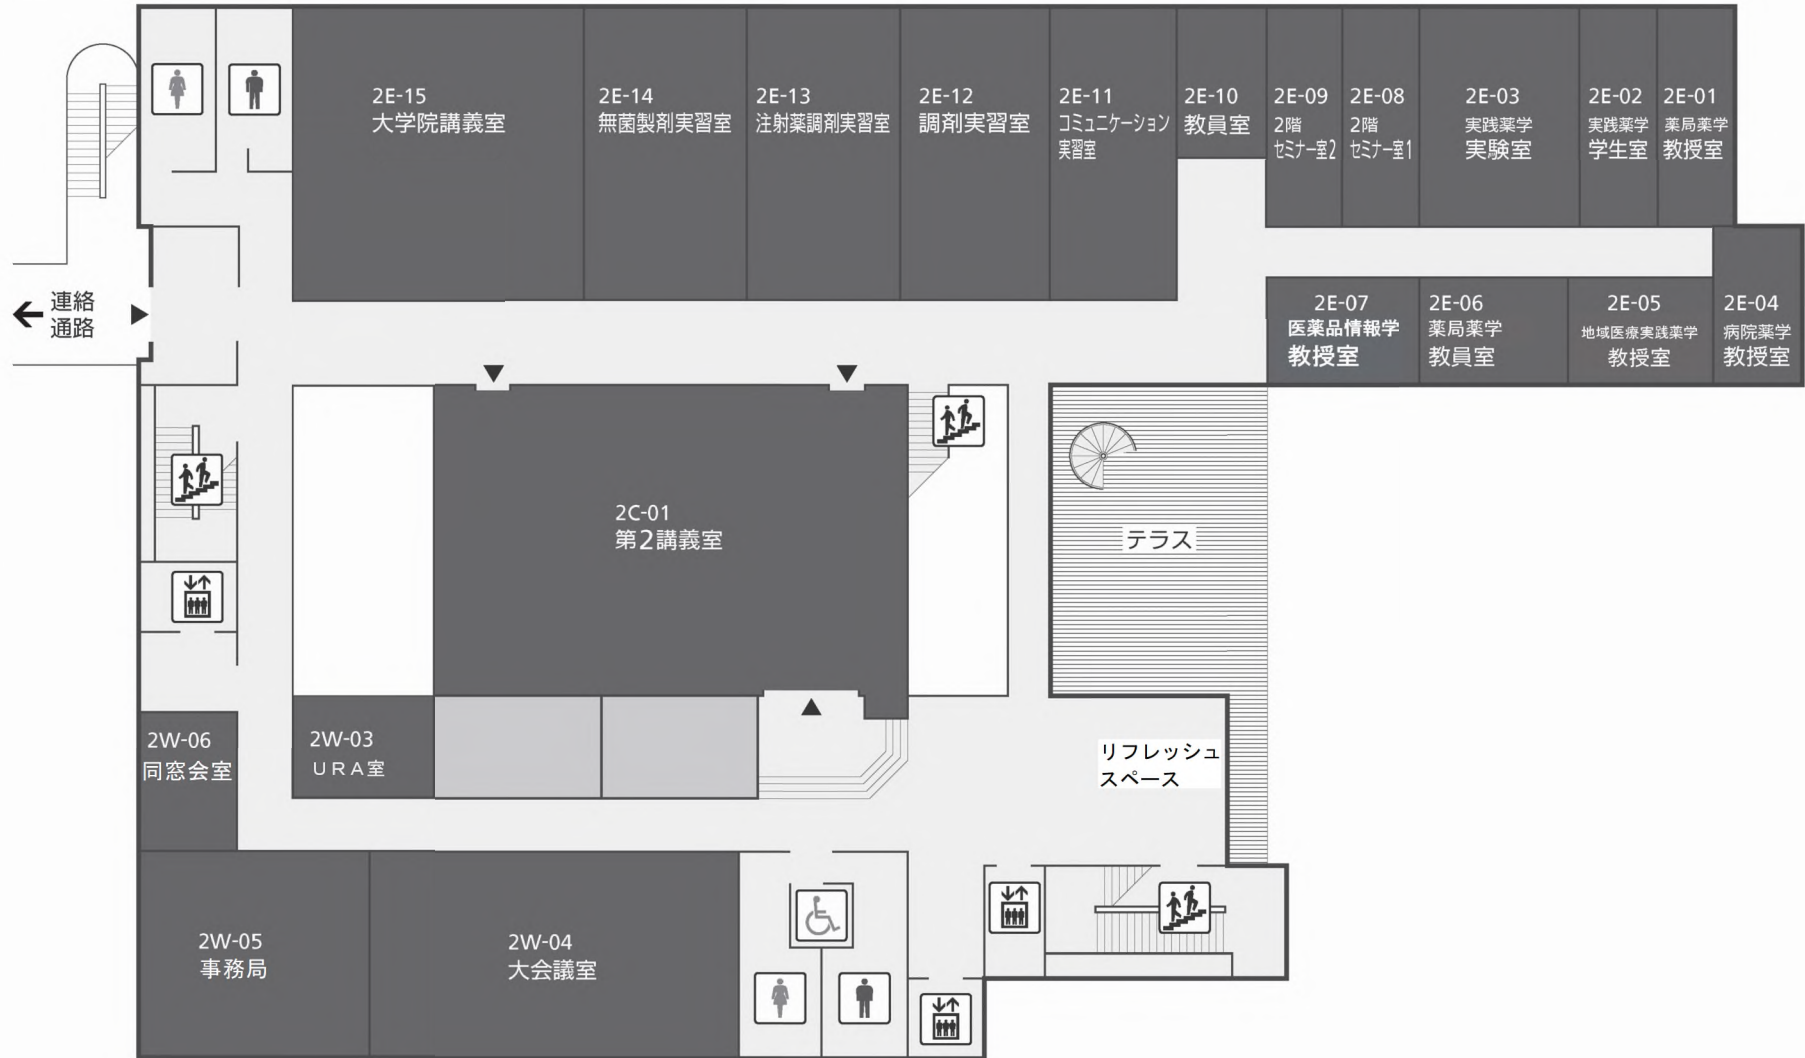 2E-15
大学院講義室
2E-14
無菌製剤実習室
2E-13
注射薬調剤実習室
2E-12
調剤実習室
2E-11
コミュニケーション
実習室
2E-10
教員室
2E-09
2階
セミナー室2
2E-08
2階
セミナー室1
2E-03
実践薬学
実験室
2E-02
実践薬学
学生室
2E-01
薬局薬学
教授室
連絡
通路
2E-07
医薬品情報学
教授室
2E-06
薬局薬学
教員室
2E-05
地域医療実践薬学
教授室
2E-04
病院薬学
教授室
2C-01
第2講義室
テラス
2W-06
同窓会室
2W-03
URA室
リフレッシュ
スペース
2W-05
事務局
2W-04
大会議室